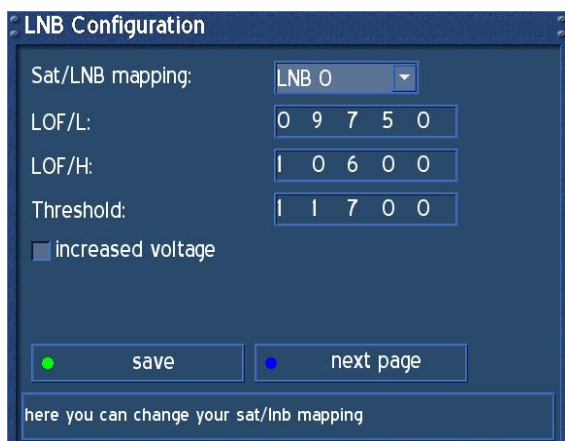 LNB Configuration
Sat/LNB mapping: LNB 0
LOF/L: 0 9 7 5 0
LOF/H: 1 0 6 0 0
Threshold: 1 1 7 0 0
increased voltage
save next page
here you can change your sat/lnb mapping